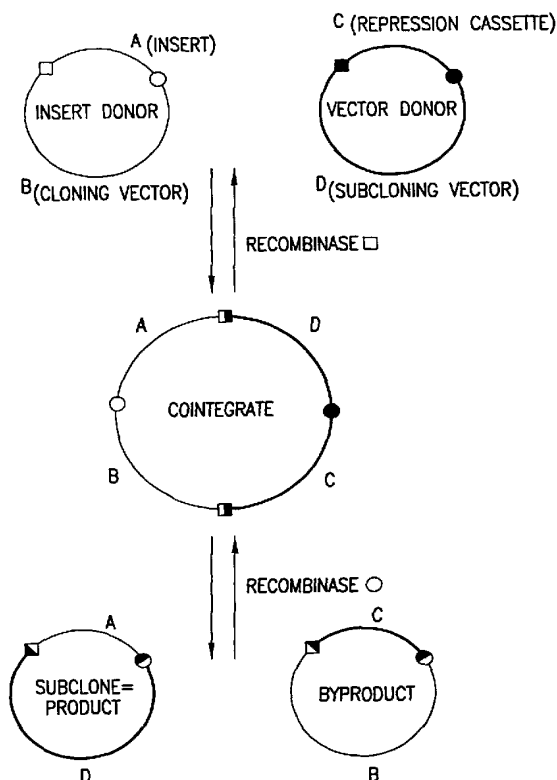 A (INSERT)
INSERT DONOR
B (CLONING VECTOR)
C (REPRESSION CASSETTE)
VECTOR DONOR
D (SUBCLONING VECTOR)
RECOMBINASE
A
D
COINTEGRATE
B
C
RECOMBINASE
A
SUBCLONE=
PRODUCT
D
C
BYPRODUCT
B